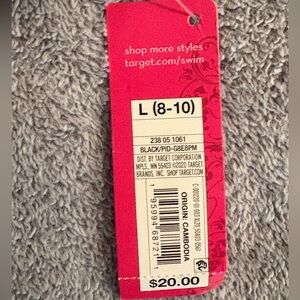 shop more styles
target.com/swim
L (8-10)
238 05 1061
BLACK/PID-G8E8PM
DIST. BY TARGET CORPORATION
MPLS, MN 55403 ©2020 TARGET
BRANDS, INC. SHOP TARGET.COM
ORIGIN: CAMBODIA
$20.00